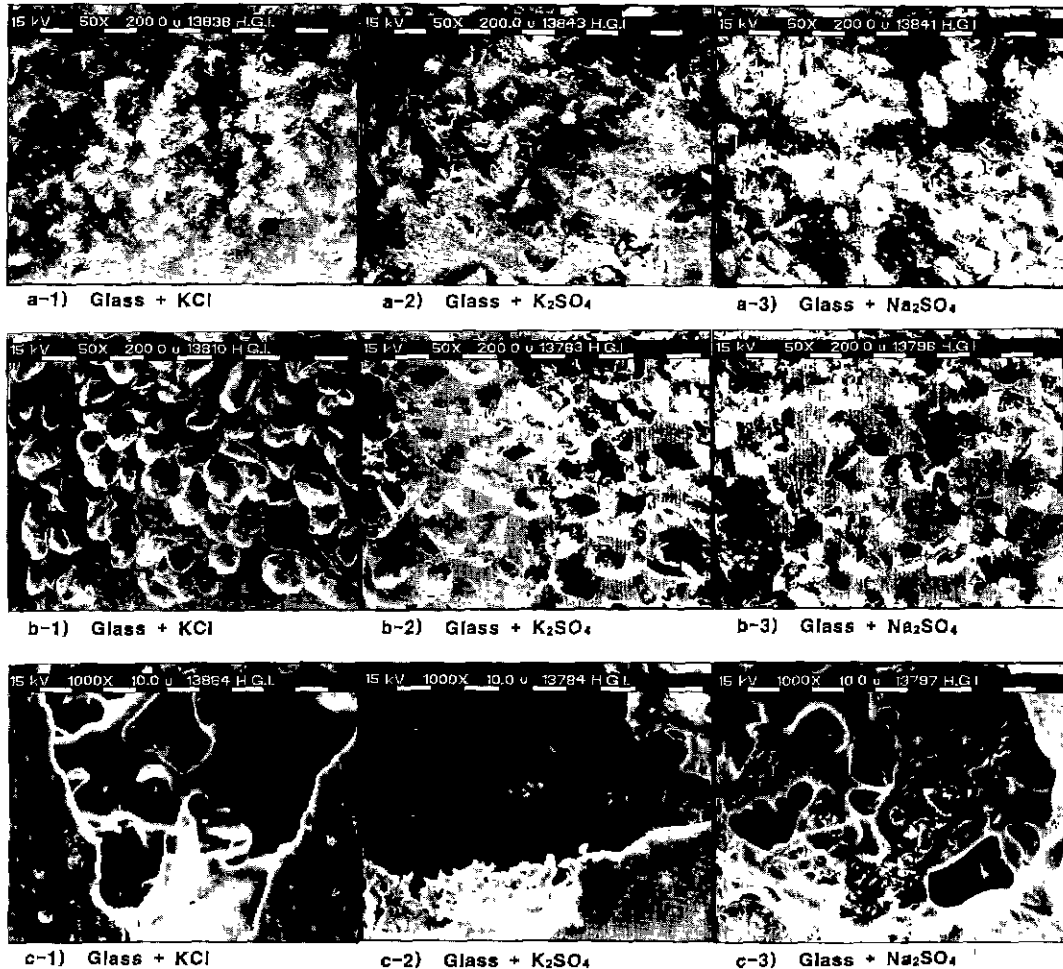 15 kV 50X 200.0 u 13838 H.G.I. 15 kV 50X 200.0 u 13843 H.G.I. 15 kV 50X 200.0 u 13841 H.G.I.
a-1) Glass + KCl a-2) Glass + K₂SO₄ a-3) Glass + Na₂SO₄
15 kV 50X 200.0 u 13810 H.G.I. 15 kV 50X 200.0 u 13783 H.G.I. 15 kV 50X 200.0 u 13796 H.G.I.
b-1) Glass + KCl b-2) Glass + K₂SO₄ b-3) Glass + Na₂SO₄
15 kV 1000X 10.0 u 13864 H.G.I. 15 kV 1000X 10.0 u 13784 H.G.I. 15 kV 1000X 10.0 u 13797 H.G.I.
c-1) Glass + KCl c-2) Glass + K₂SO₄ c-3) Glass + Na₂SO₄